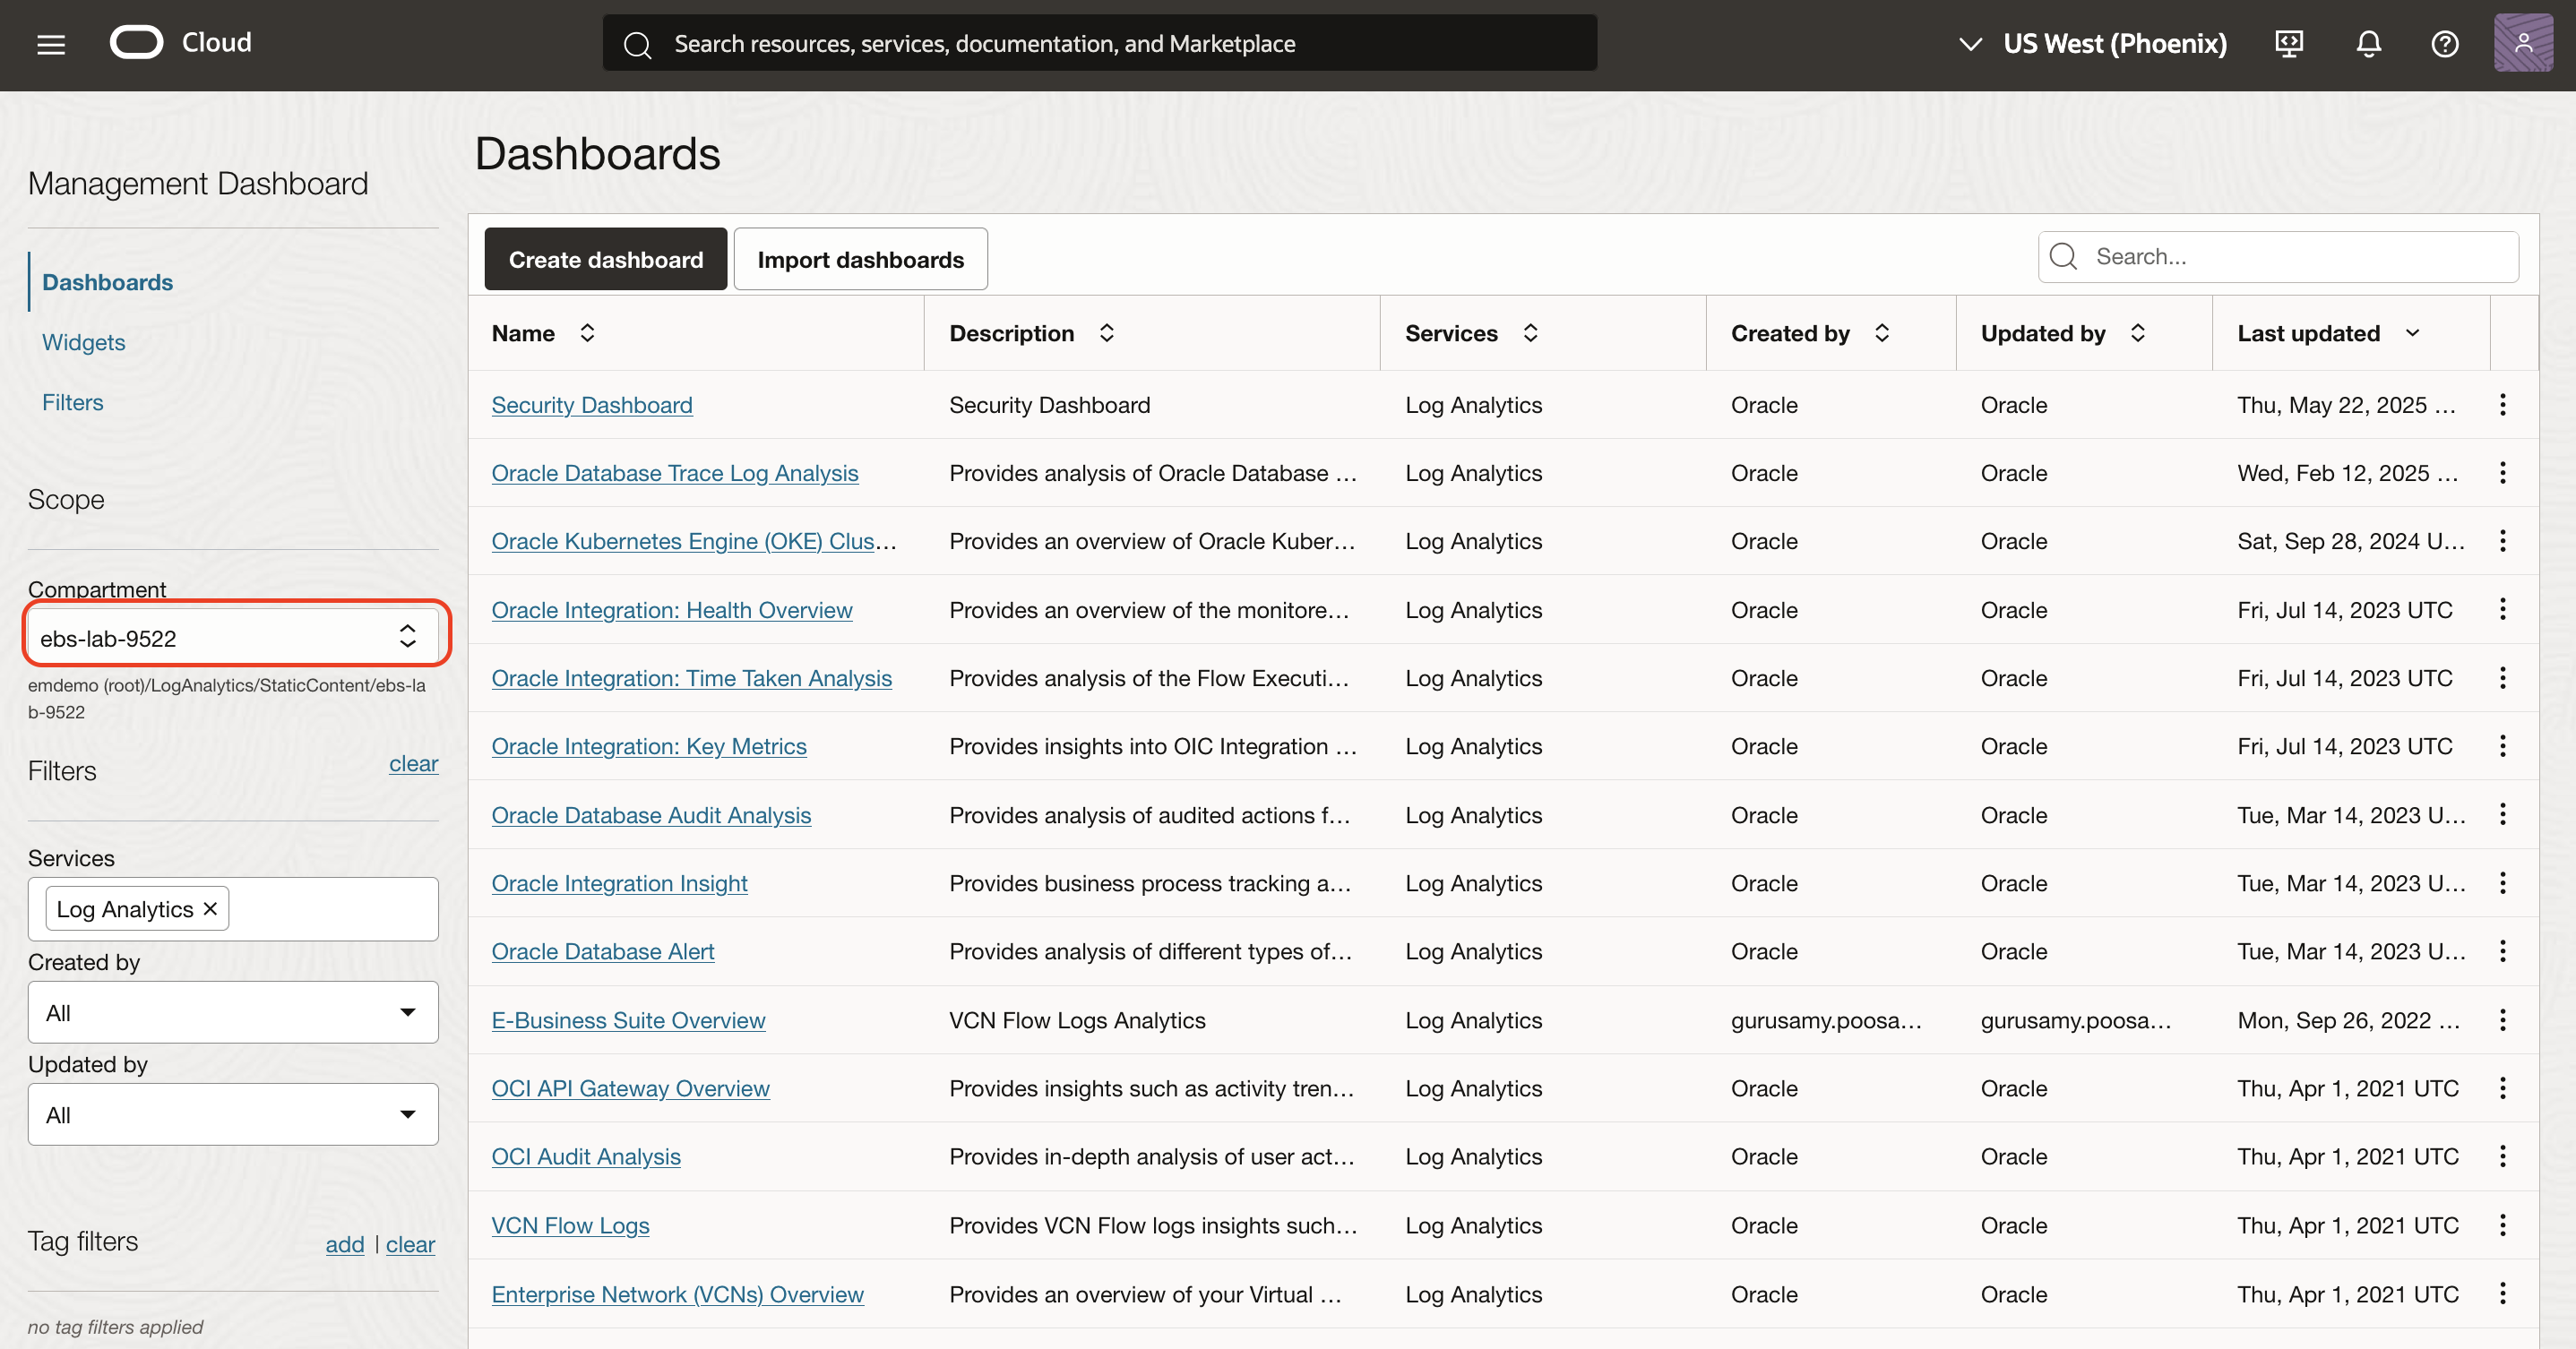 Cloud
Search resources, services, documentation, and Marketplace
US West (Phoenix)
Management Dashboard
Dashboards
Widgets
Filters
Scope
Compartment
ebs-lab-9522
emdemo (root)/LogAnalytics/StaticContent/ebs-la
b-9522
Filters clear
Services
Log Analytics ×
Created by
All
Updated by
All
Tag filters add | clear
no tag filters applied
Dashboards
Create dashboard Import dashboards Search...
Name Description Services Created by Updated by Last updated
Security Dashboard Security Dashboard Log Analytics Oracle Oracle Thu, May 22, 2025 ...
Oracle Database Trace Log Analysis Provides analysis of Oracle Database ... Log Analytics Oracle Oracle Wed, Feb 12, 2025 ...
Oracle Kubernetes Engine (OKE) Clus... Provides an overview of Oracle Kuber... Log Analytics Oracle Oracle Sat, Sep 28, 2024 U...
Oracle Integration: Health Overview Provides an overview of the monitore... Log Analytics Oracle Oracle Fri, Jul 14, 2023 UTC
Oracle Integration: Time Taken Analysis Provides analysis of the Flow Executi... Log Analytics Oracle Oracle Fri, Jul 14, 2023 UTC
Oracle Integration: Key Metrics Provides insights into OIC Integration ... Log Analytics Oracle Oracle Fri, Jul 14, 2023 UTC
Oracle Database Audit Analysis Provides analysis of audited actions f... Log Analytics Oracle Oracle Tue, Mar 14, 2023 U...
Oracle Integration Insight Provides business process tracking a... Log Analytics Oracle Oracle Tue, Mar 14, 2023 U...
Oracle Database Alert Provides analysis of different types of... Log Analytics Oracle Oracle Tue, Mar 14, 2023 U...
E-Business Suite Overview VCN Flow Logs Analytics Log Analytics gurusamy.poosa... gurusamy.poosa... Mon, Sep 26, 2022 ...
OCI API Gateway Overview Provides insights such as activity tren... Log Analytics Oracle Oracle Thu, Apr 1, 2021 UTC
OCI Audit Analysis Provides in-depth analysis of user act... Log Analytics Oracle Oracle Thu, Apr 1, 2021 UTC
VCN Flow Logs Provides VCN Flow logs insights such... Log Analytics Oracle Oracle Thu, Apr 1, 2021 UTC
Enterprise Network (VCNs) Overview Provides an overview of your Virtual ... Log Analytics Oracle Oracle Thu, Apr 1, 2021 UTC